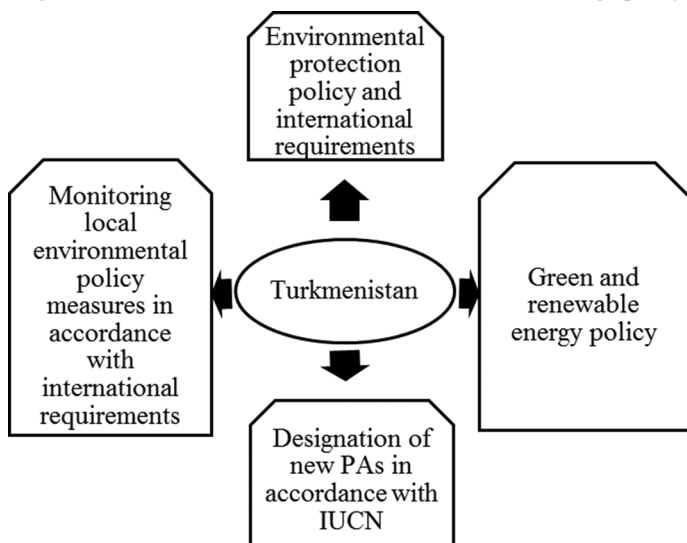 Environmental
protection
policy and
international
requirements
Monitoring
local
environmental
policy
measures in
accordance
with
international
requirements
Turkmenistan
Green and
renewable
energy policy
Designation of
new PAs in
accordance with
IUCN